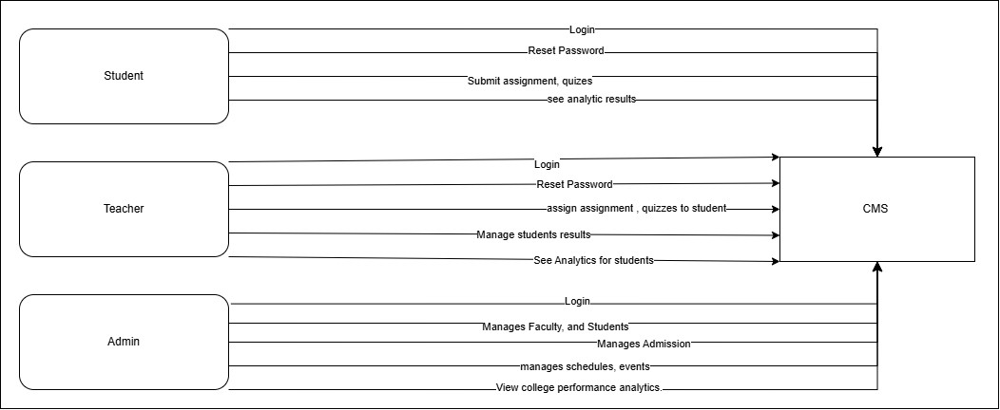 Login
Reset Password
Student
Submit assignment, quizes
see analytic results
Login
Reset Password
Teacher
assign assignment , quizzes to student
CMS
Manage students results
See Analytics for students
Login
Manages Faculty, and Students
Admin
Manages Admission
manages schedules, events
View college performance analytics.